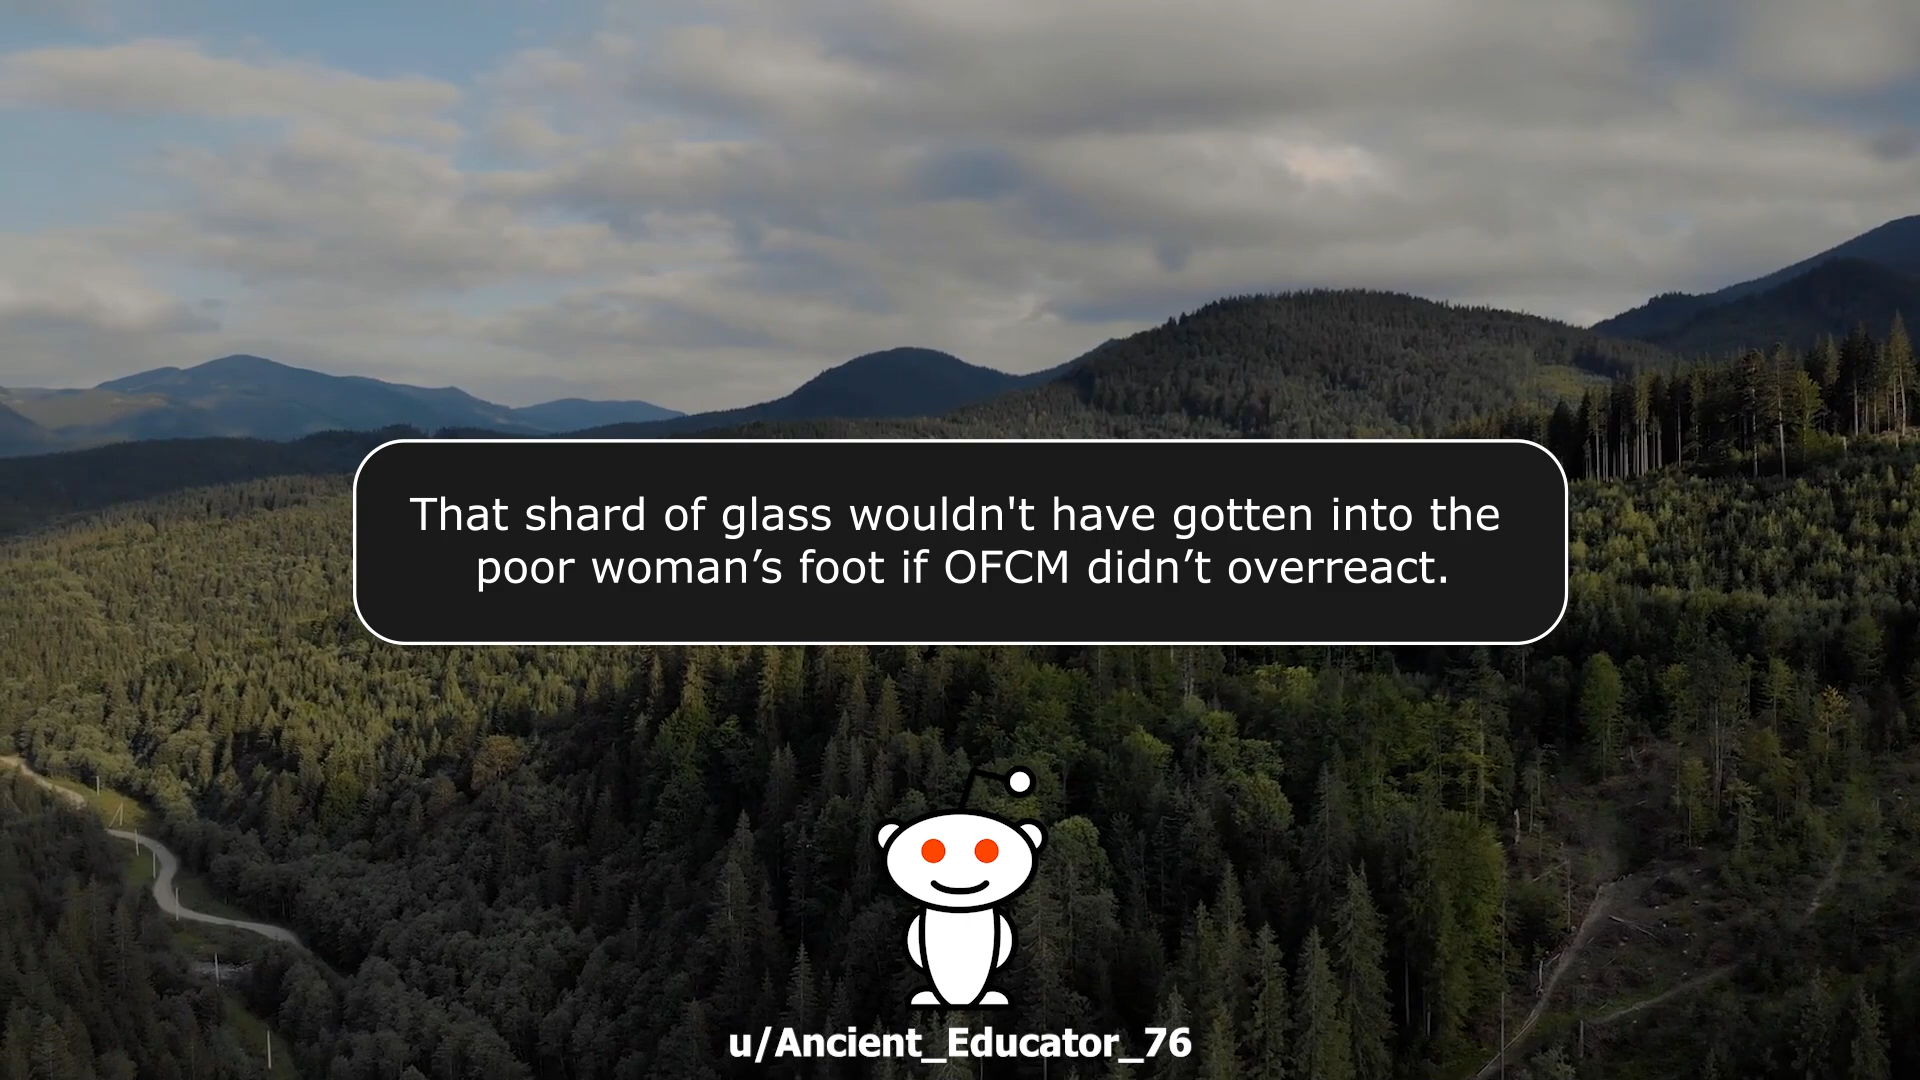 That shard of glass wouldn't have gotten into the
poor woman’s foot if OFCM didn’t overreact.
u/Ancient_Educator_76